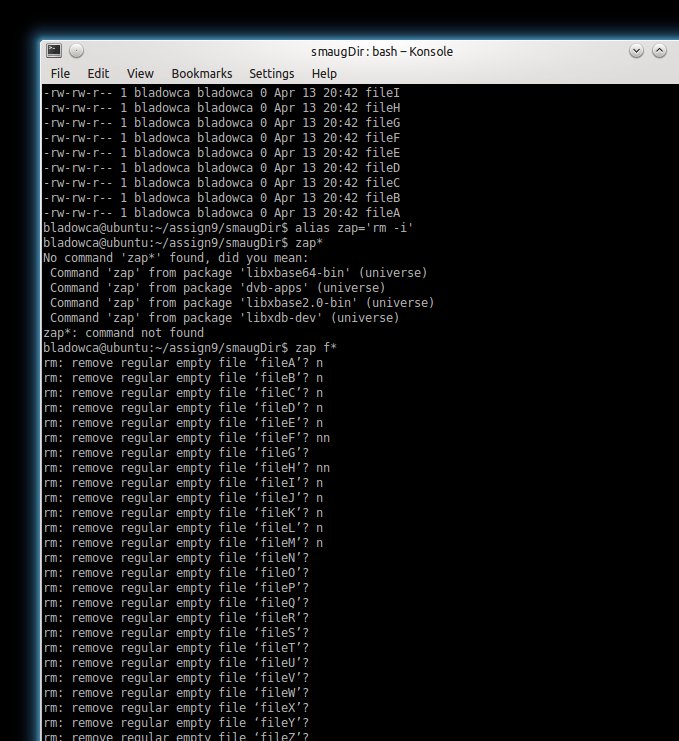 smaugDir : bash – Konsole
File Edit View Bookmarks Settings Help
-rw-rw-r-- 1 bladowca bladowca 0 Apr 13 20:42 fileI
-rw-rw-r-- 1 bladowca bladowca 0 Apr 13 20:42 fileH
-rw-rw-r-- 1 bladowca bladowca 0 Apr 13 20:42 fileG
-rw-rw-r-- 1 bladowca bladowca 0 Apr 13 20:42 fileF
-rw-rw-r-- 1 bladowca bladowca 0 Apr 13 20:42 fileE
-rw-rw-r-- 1 bladowca bladowca 0 Apr 13 20:42 fileD
-rw-rw-r-- 1 bladowca bladowca 0 Apr 13 20:42 fileC
-rw-rw-r-- 1 bladowca bladowca 0 Apr 13 20:42 fileB
-rw-rw-r-- 1 bladowca bladowca 0 Apr 13 20:42 fileA
bladowca@ubuntu:~/assign9/smaugDir$ alias zap='rm -i'
bladowca@ubuntu:~/assign9/smaugDir$ zap*
No command 'zap*' found, did you mean:
 Command 'zap' from package 'libxbase64-bin' (universe)
 Command 'zap' from package 'dvb-apps' (universe)
 Command 'zap' from package 'libxbase2.0-bin' (universe)
 Command 'zap' from package 'libxdb-dev' (universe)
zap*: command not found
bladowca@ubuntu:~/assign9/smaugDir$ zap f*
rm: remove regular empty file ‘fileA’? n
rm: remove regular empty file ‘fileB’? n
rm: remove regular empty file ‘fileC’? n
rm: remove regular empty file ‘fileD’? n
rm: remove regular empty file ‘fileE’? n
rm: remove regular empty file ‘fileF’? nn
rm: remove regular empty file ‘fileG’?
rm: remove regular empty file ‘fileH’? nn
rm: remove regular empty file ‘fileI’? n
rm: remove regular empty file ‘fileJ’? n
rm: remove regular empty file ‘fileK’? n
rm: remove regular empty file ‘fileL’? n
rm: remove regular empty file ‘fileM’? n
rm: remove regular empty file ‘fileN’?
rm: remove regular empty file ‘fileO’?
rm: remove regular empty file ‘fileP’?
rm: remove regular empty file ‘fileQ’?
rm: remove regular empty file ‘fileR’?
rm: remove regular empty file ‘fileS’?
rm: remove regular empty file ‘fileT’?
rm: remove regular empty file ‘fileU’?
rm: remove regular empty file ‘fileV’?
rm: remove regular empty file ‘fileW’?
rm: remove regular empty file ‘fileX’?
rm: remove regular empty file ‘fileY’?
rm: remove regular empty file ‘fileZ’?